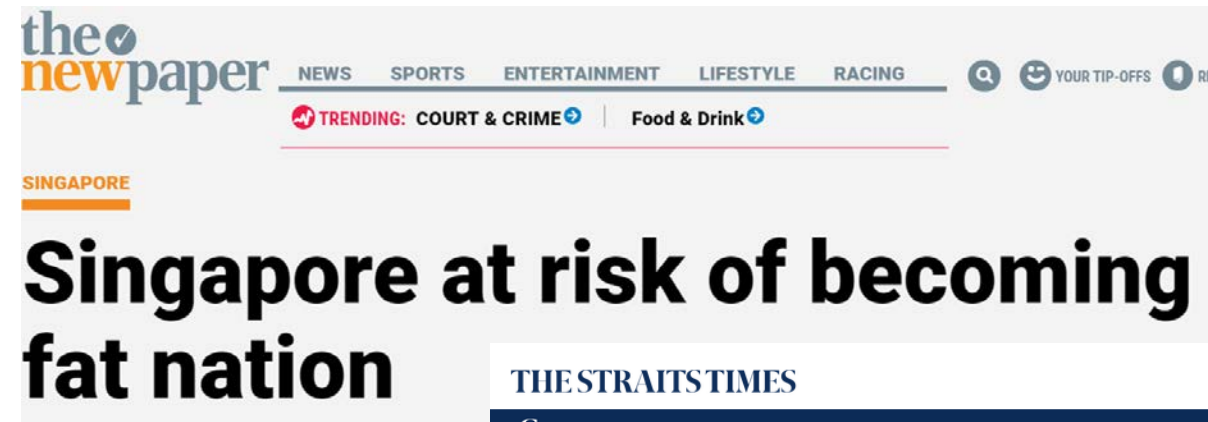 the
newpaper
NEWS SPORTS ENTERTAINMENT LIFESTYLE RACING YOUR TIP-OFFS
TRENDING: COURT & CRIME Food & Drink
SINGAPORE
Singapore at risk of becoming
fat nation
THE STRAITS TIMES